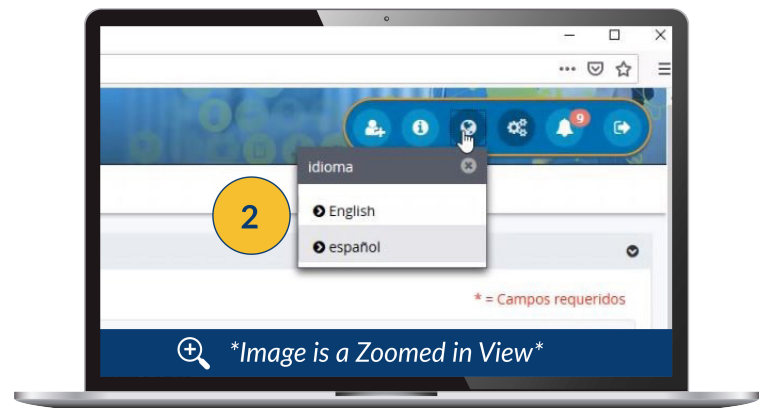 9
idioma
2
English
español
* = Campos requeridos
*Image is a Zoomed in View*